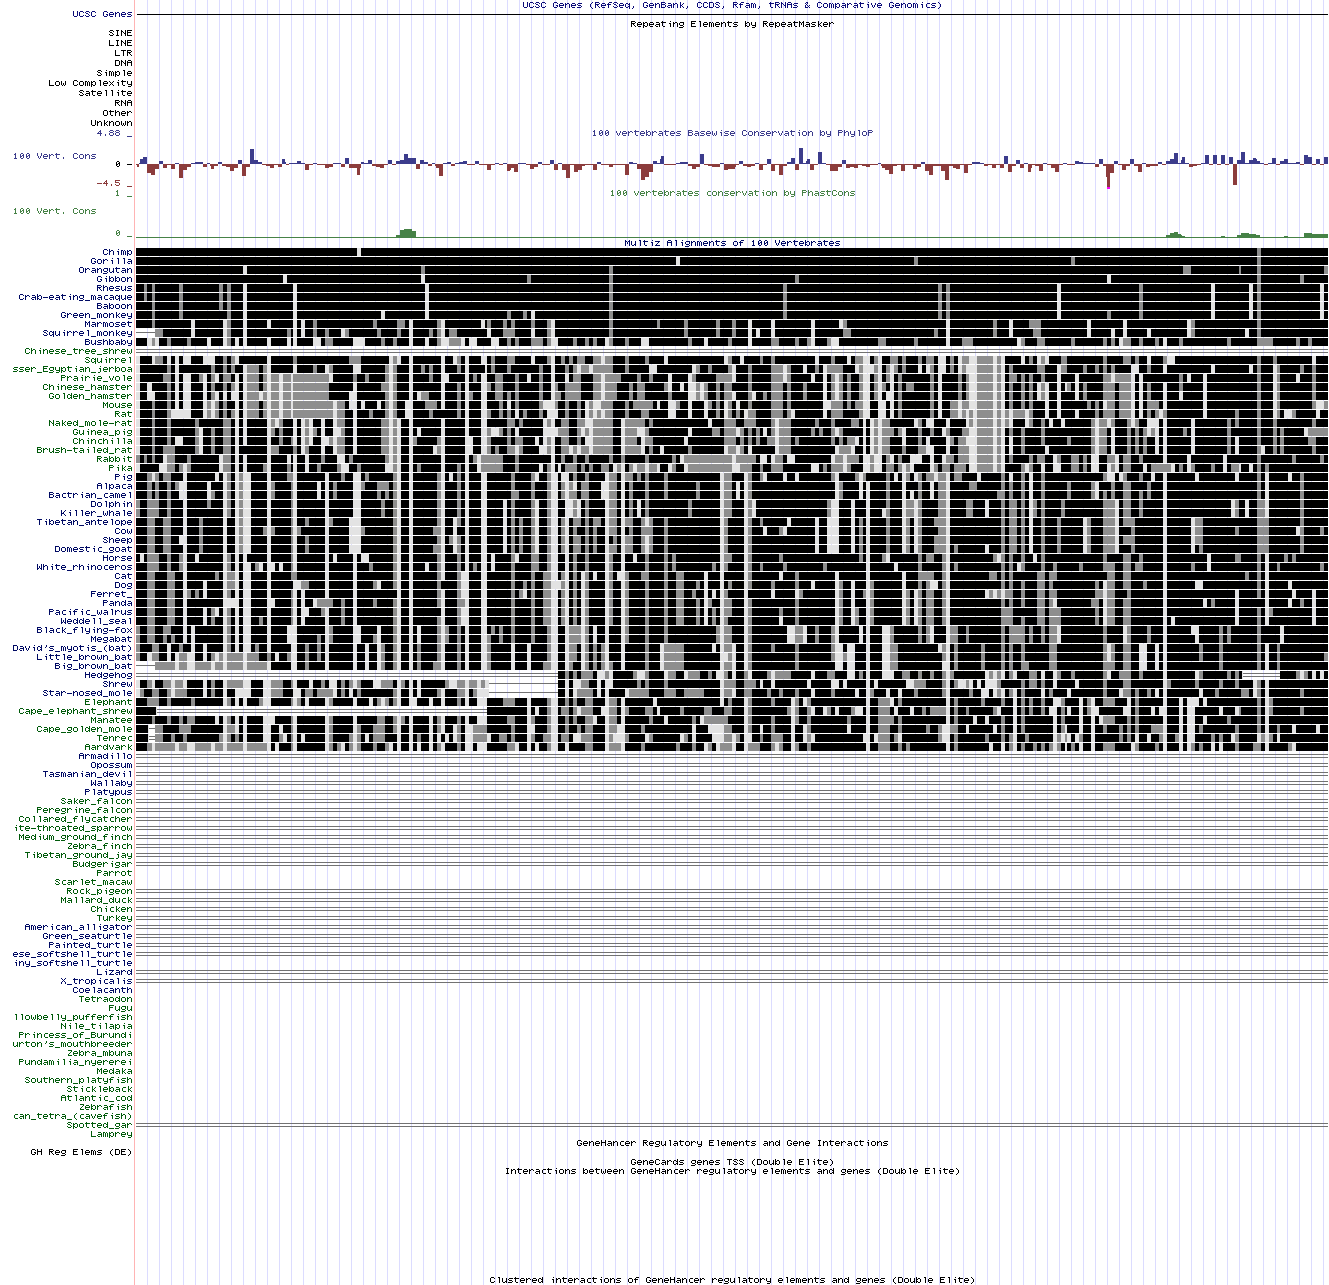 UCSC Genes (RefSeq, GenBank, CCDS, Rfam, tRNAs & Comparative Genomics)
UCSC Genes
Repeating Elements by RepeatMasker
SINE
LINE
LTR
DNA
Simple
Low Complexity
Satellite
RNA
Other
Unknown
4.88 _
100 vertebrates Basewise Conservation by PhyloP
100 Vert. Cons
0 -
-4.5 _
1 _
100 vertebrates conservation by PhastCons
100 Vert. Cons
0 _
Multiz Alignments of 100 Vertebrates
Chimp
Gorilla
Orangutan
Gibbon
Rhesus
Crab-eating_macaque
Baboon
Green_monkey
Marmoset
Squirrel_monkey
Bushbaby
Chinese_tree_shrew
Squirrel
sser_Egyptian_jerboa
Prairie_vole
Chinese_hamster
Golden_hamster
Mouse
Rat
Naked_mole-rat
Guinea_pig
Chinchilla
Brush-tailed_rat
Rabbit
Pika
Pig
Alpaca
Bactrian_camel
Dolphin
Killer_whale
Tibetan_antelope
Cow
Sheep
Domestic_goat
Horse
White_rhinoceros
Cat
Dog
Ferret_
Panda
Pacific_walrus
Weddell_seal
Black_flying-fox
Megabat
David's_myotis_(bat)
Little_brown_bat
Big_brown_bat
Hedgehog
Shrew
Star-nosed_mole
Elephant
Cape_elephant_shrew
Manatee
Cape_golden_mole
Tenrec
Aardvark
Armadillo
Opossum
Tasmanian_devil
Wallaby
Platypus
Saker_falcon
Peregrine_falcon
Collared_flycatcher
ite-throated_sparrow
Medium_ground_finch
Zebra_finch
Tibetan_ground_jay
Budgerigar
Parrot
Scarlet_macaw
Rock_pigeon
Mallard_duck
Chicken
Turkey
American_alligator
Green_seaturtle
Painted_turtle
ese_softshell_turtle
iny_softshell_turtle
Lizard
X_tropicalis
Coelacanth
Tetraodon
Fugu
llowbelly_pufferfish
Nile_tilapia
Princess_of_Burundi
urton's_mouthbreeder
Zebra_mbuna
Pundamilia_nyererei
Medaka
Southern_platyfish
Stickleback
Atlantic_cod
Zebrafish
can_tetra_(cavefish)
Spotted_gar
Lamprey
GeneHancer Regulatory Elements and Gene Interactions
GH Reg Elems (DE)
GeneCards genes TSS (Double Elite)
Interactions between GeneHancer regulatory elements and genes (Double Elite)
Clustered interactions of GeneHancer regulatory elements and genes (Double Elite)